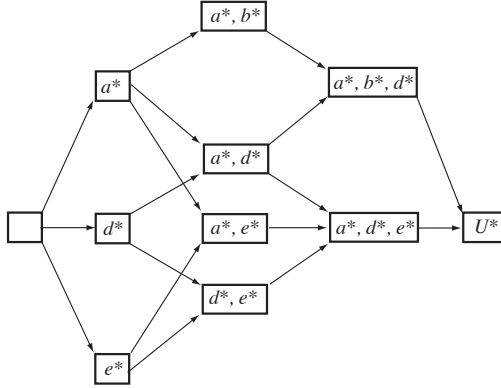 a*, b*
a*
a*, b*, d*
a*, d*
d*
a*, e*
a*, d*, e*
U*
d*, e*
e*